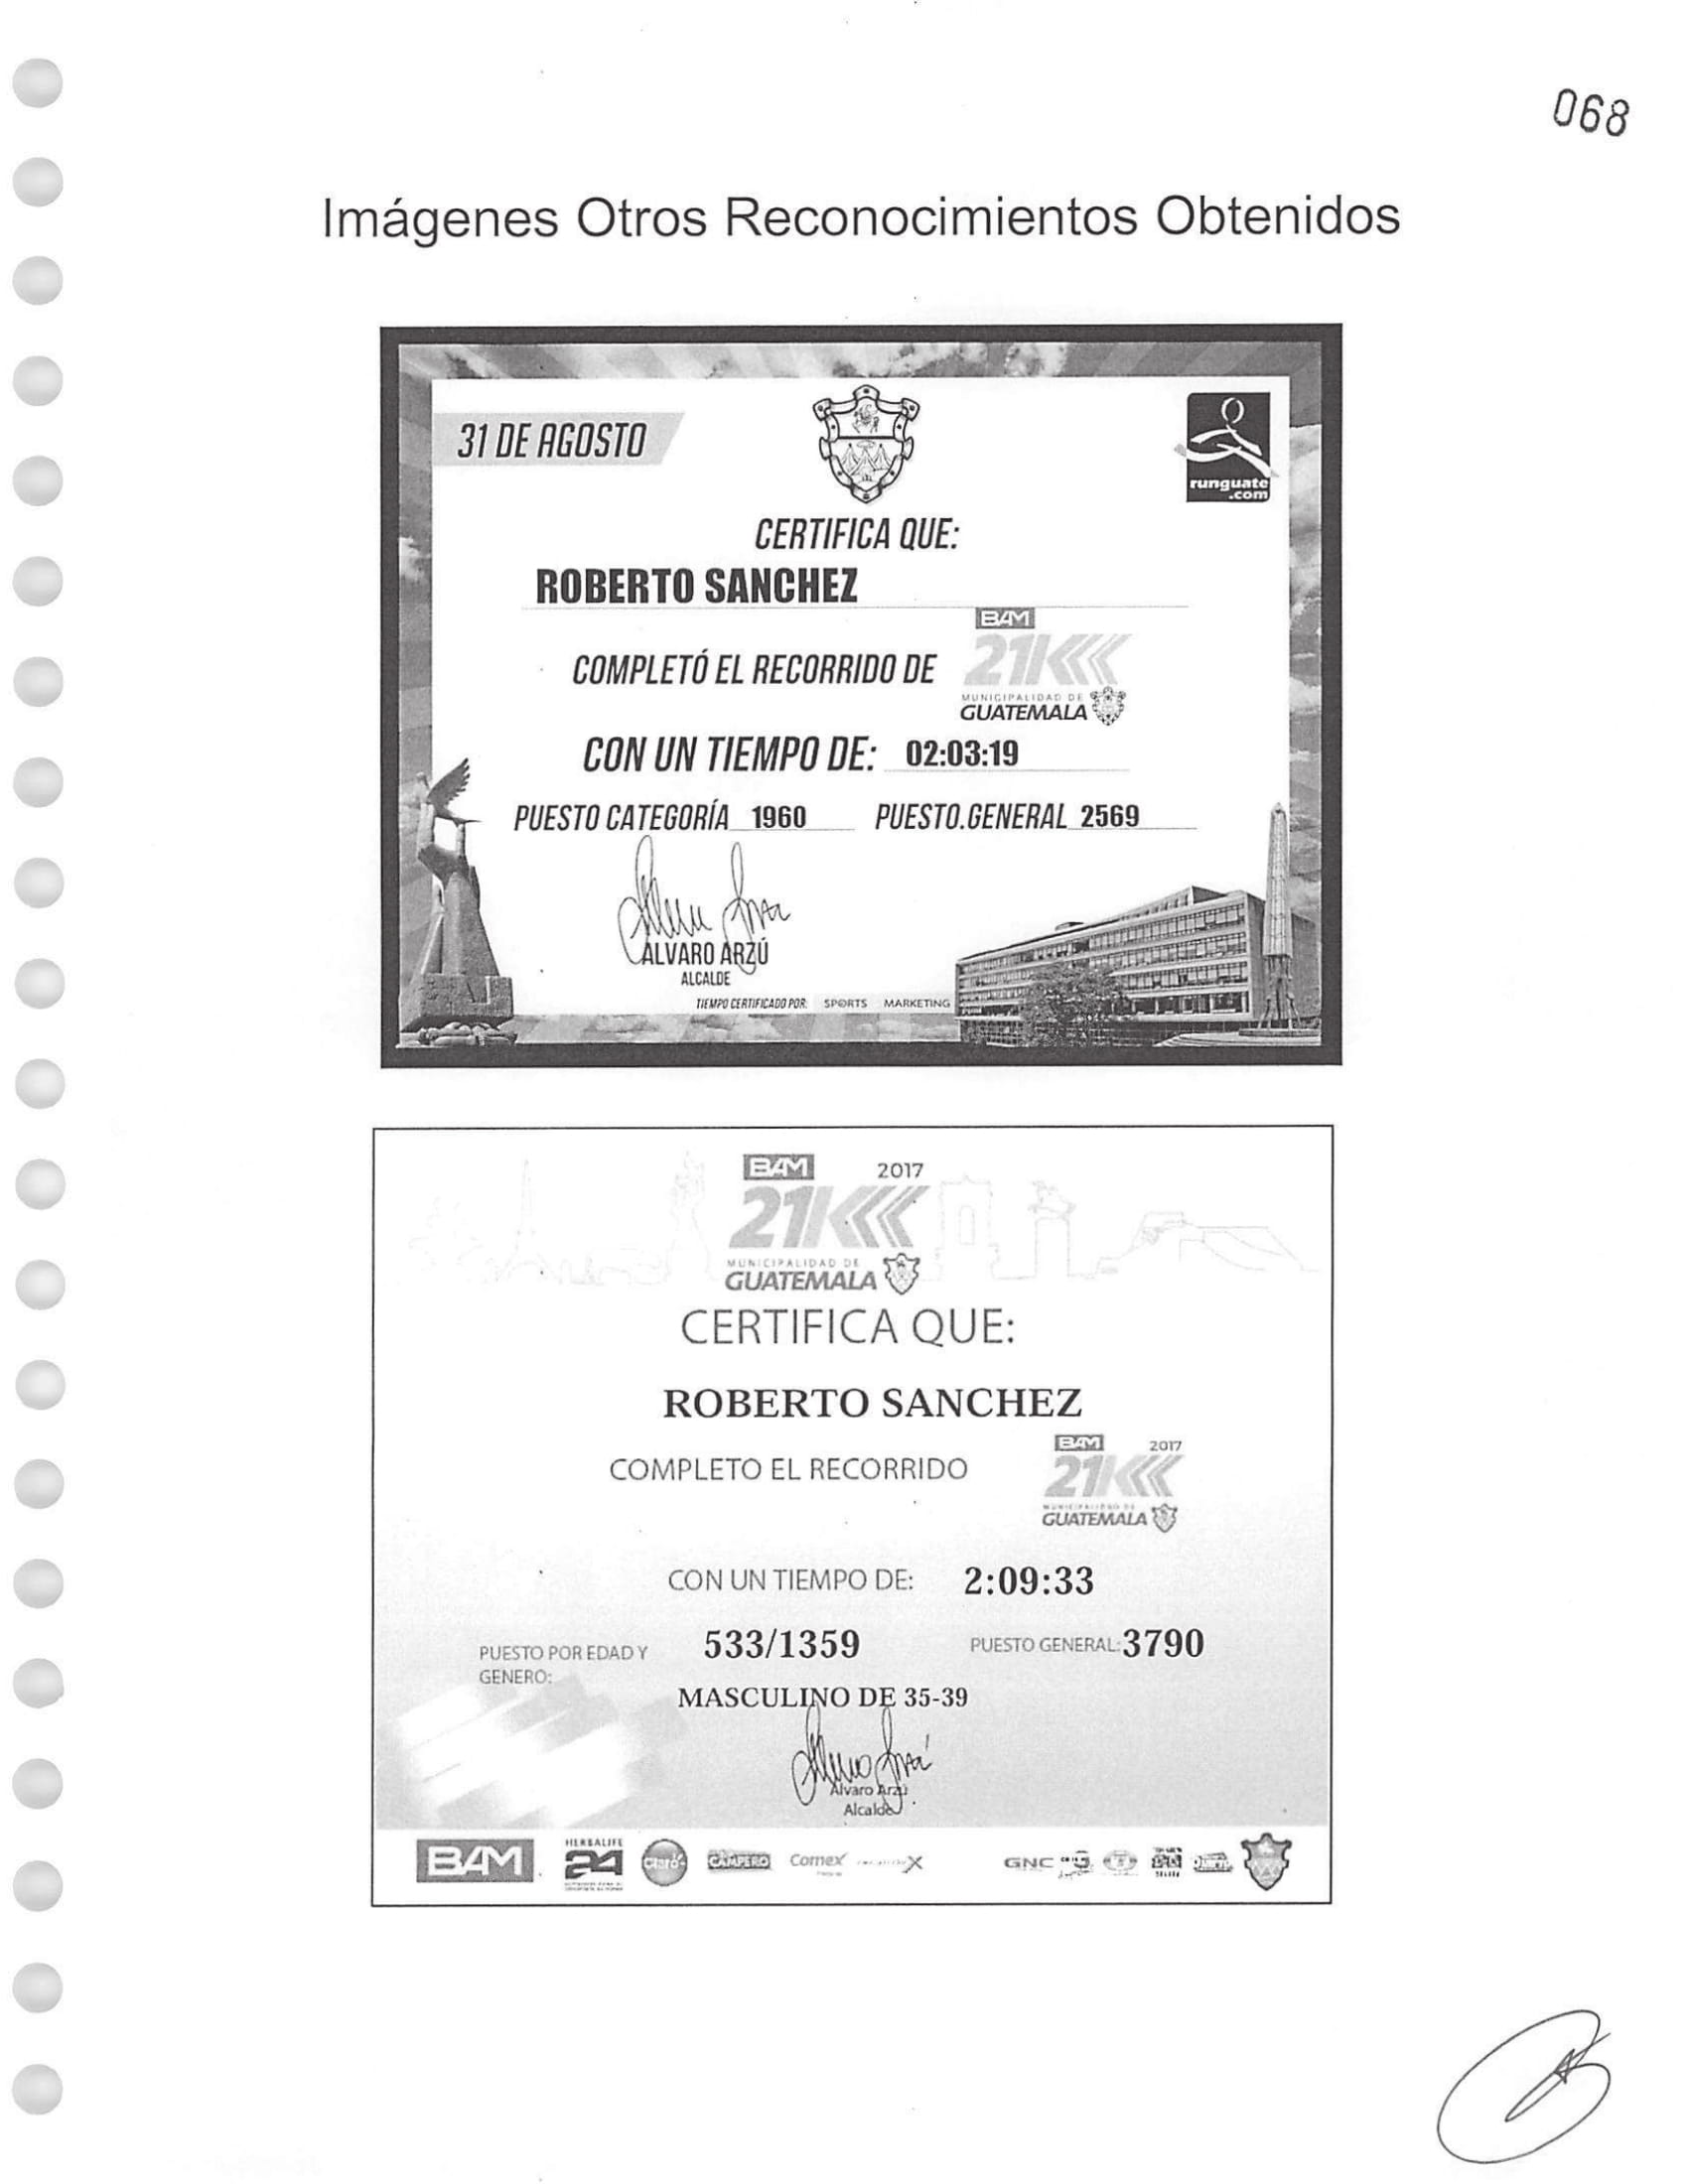 068
Imágenes Otros Reconocimientos Obtenidos
31 DE AGOSTO
runguate
.com
CERTIFICA QUE:
ROBERTO SANCHEZ
BAM
COMPLETÓ EL RECORRIDO DE 21K
MUNICIPALIDAD DE
GUATEMALA
CON UN TIEMPO DE: 02:03:19
PUESTO CATEGORÍA 1960 PUESTO.GENERAL 2569
ALVARO ARZÚ
ALCALDE
TIEMPO CERTIFICADO POR: SPORTS MARKETING
BAM 2017
21K
MUNICIPALIDAD DE
GUATEMALA
CERTIFICA QUE:
ROBERTO SANCHEZ
BAM 2017
COMPLETO EL RECORRIDO 21K
MUNICIPALIDAD DE
GUATEMALA
CON UN TIEMPO DE: 2:09:33
PUESTO POR EDAD Y 533/1359 PUESTO GENERAL: 3790
GENERO:
MASCULINO DE 35-39
Alvaro Arzú
Alcalde
BAM HERBALIFE 24 Claro CAMPERO Comex GNC